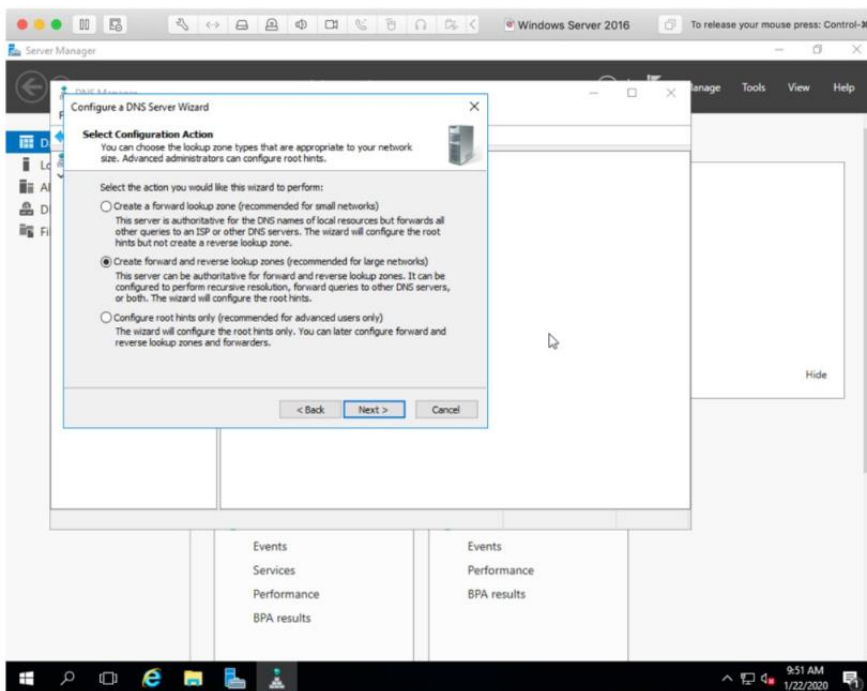 Windows Server 2016
To release your mouse press: Control-⌘
Server Manager
Manage Tools View Help
DNS Manager
Configure a DNS Server Wizard
Select Configuration Action
You can choose the lookup zone types that are appropriate to your network
size. Advanced administrators can configure root hints.
Select the action you would like this wizard to perform:
Create a forward lookup zone (recommended for small networks)
This server is authoritative for the DNS names of local resources but forwards all
other queries to an ISP or other DNS servers. The wizard will configure the root
hints but not create a reverse lookup zone.
Create forward and reverse lookup zones (recommended for large networks)
This server can be authoritative for forward and reverse lookup zones. It can be
configured to perform recursive resolution, forward queries to other DNS servers,
or both. The wizard will configure the root hints.
Configure root hints only (recommended for advanced users only)
The wizard will configure the root hints only. You can later configure forward and
reverse lookup zones and forwarders.
< Back Next > Cancel
D
Lo
Al
D
Fi
Hide
Events Events
Services Performance
Performance BPA results
BPA results
9:51 AM
1/22/2020